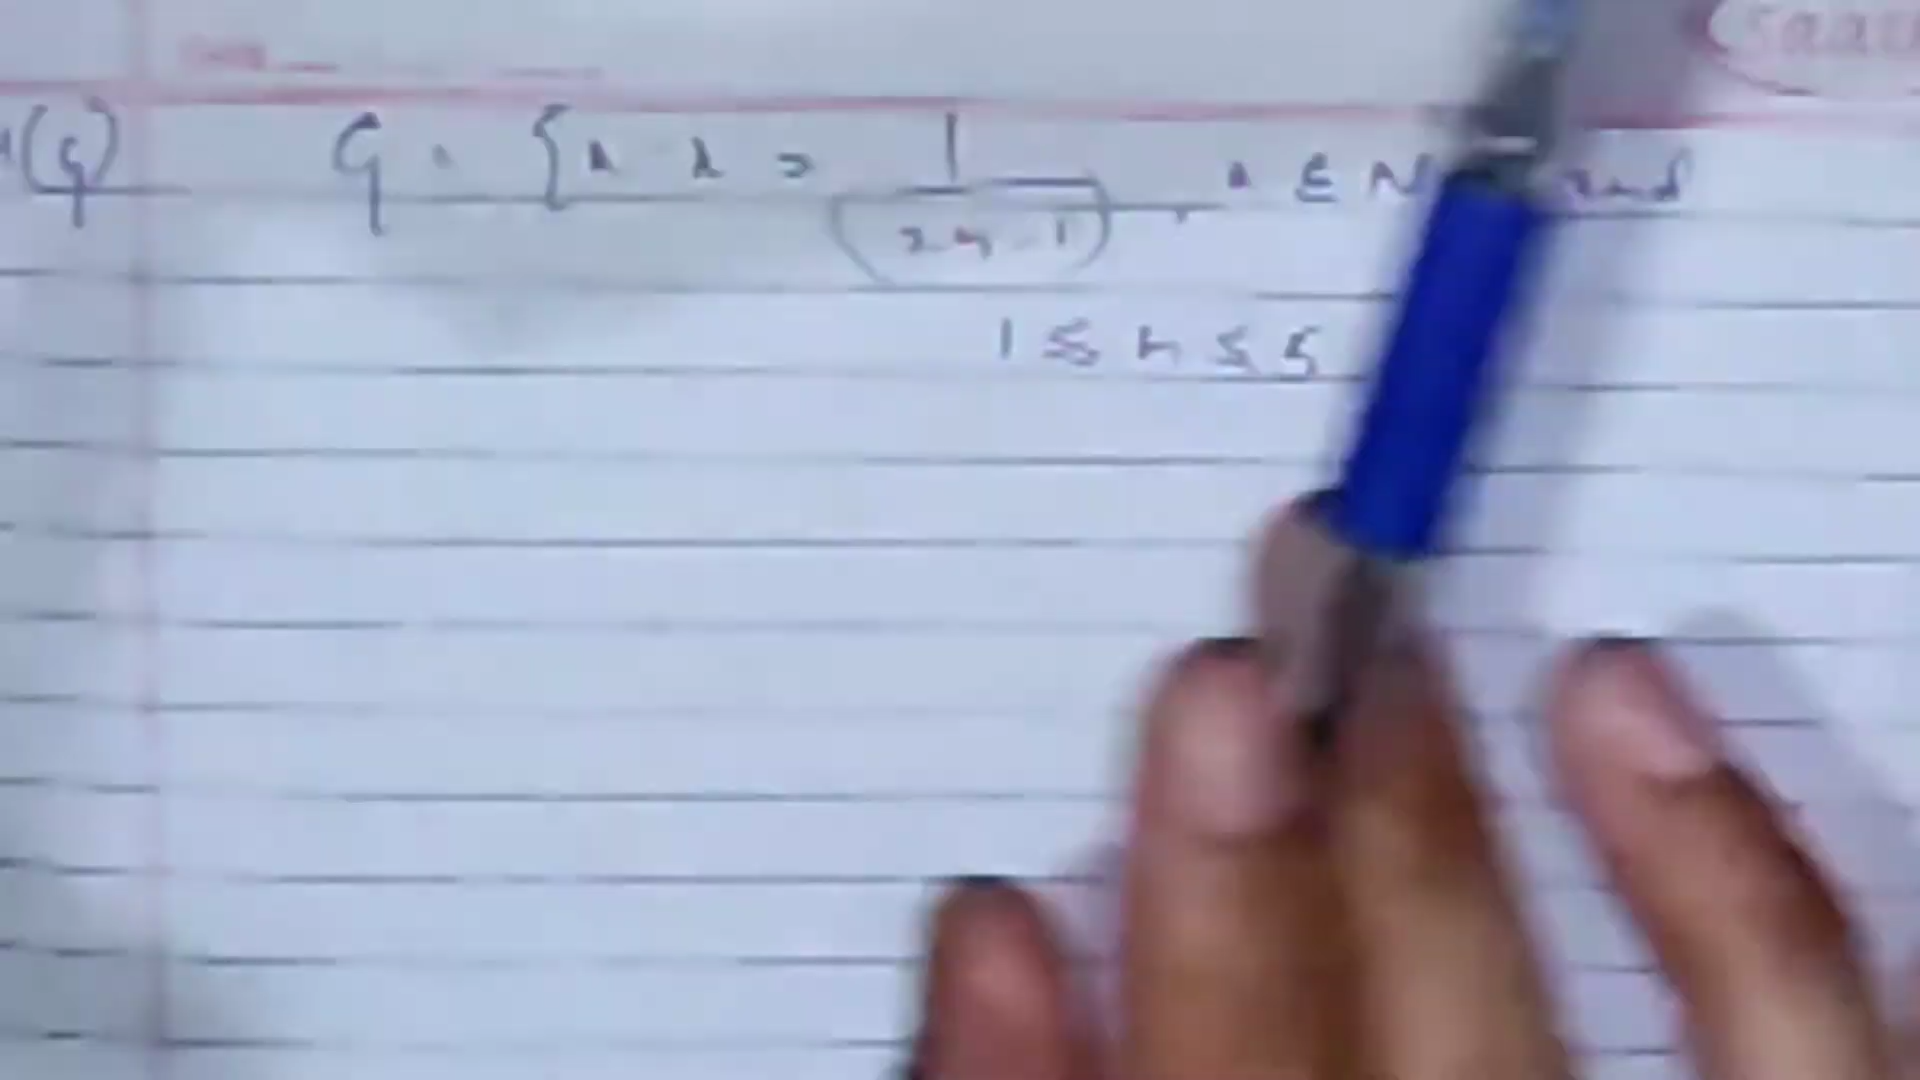 (G) G = { x x = 1/(2n-1), n ∈ N and
1 ≤ n ≤ 5